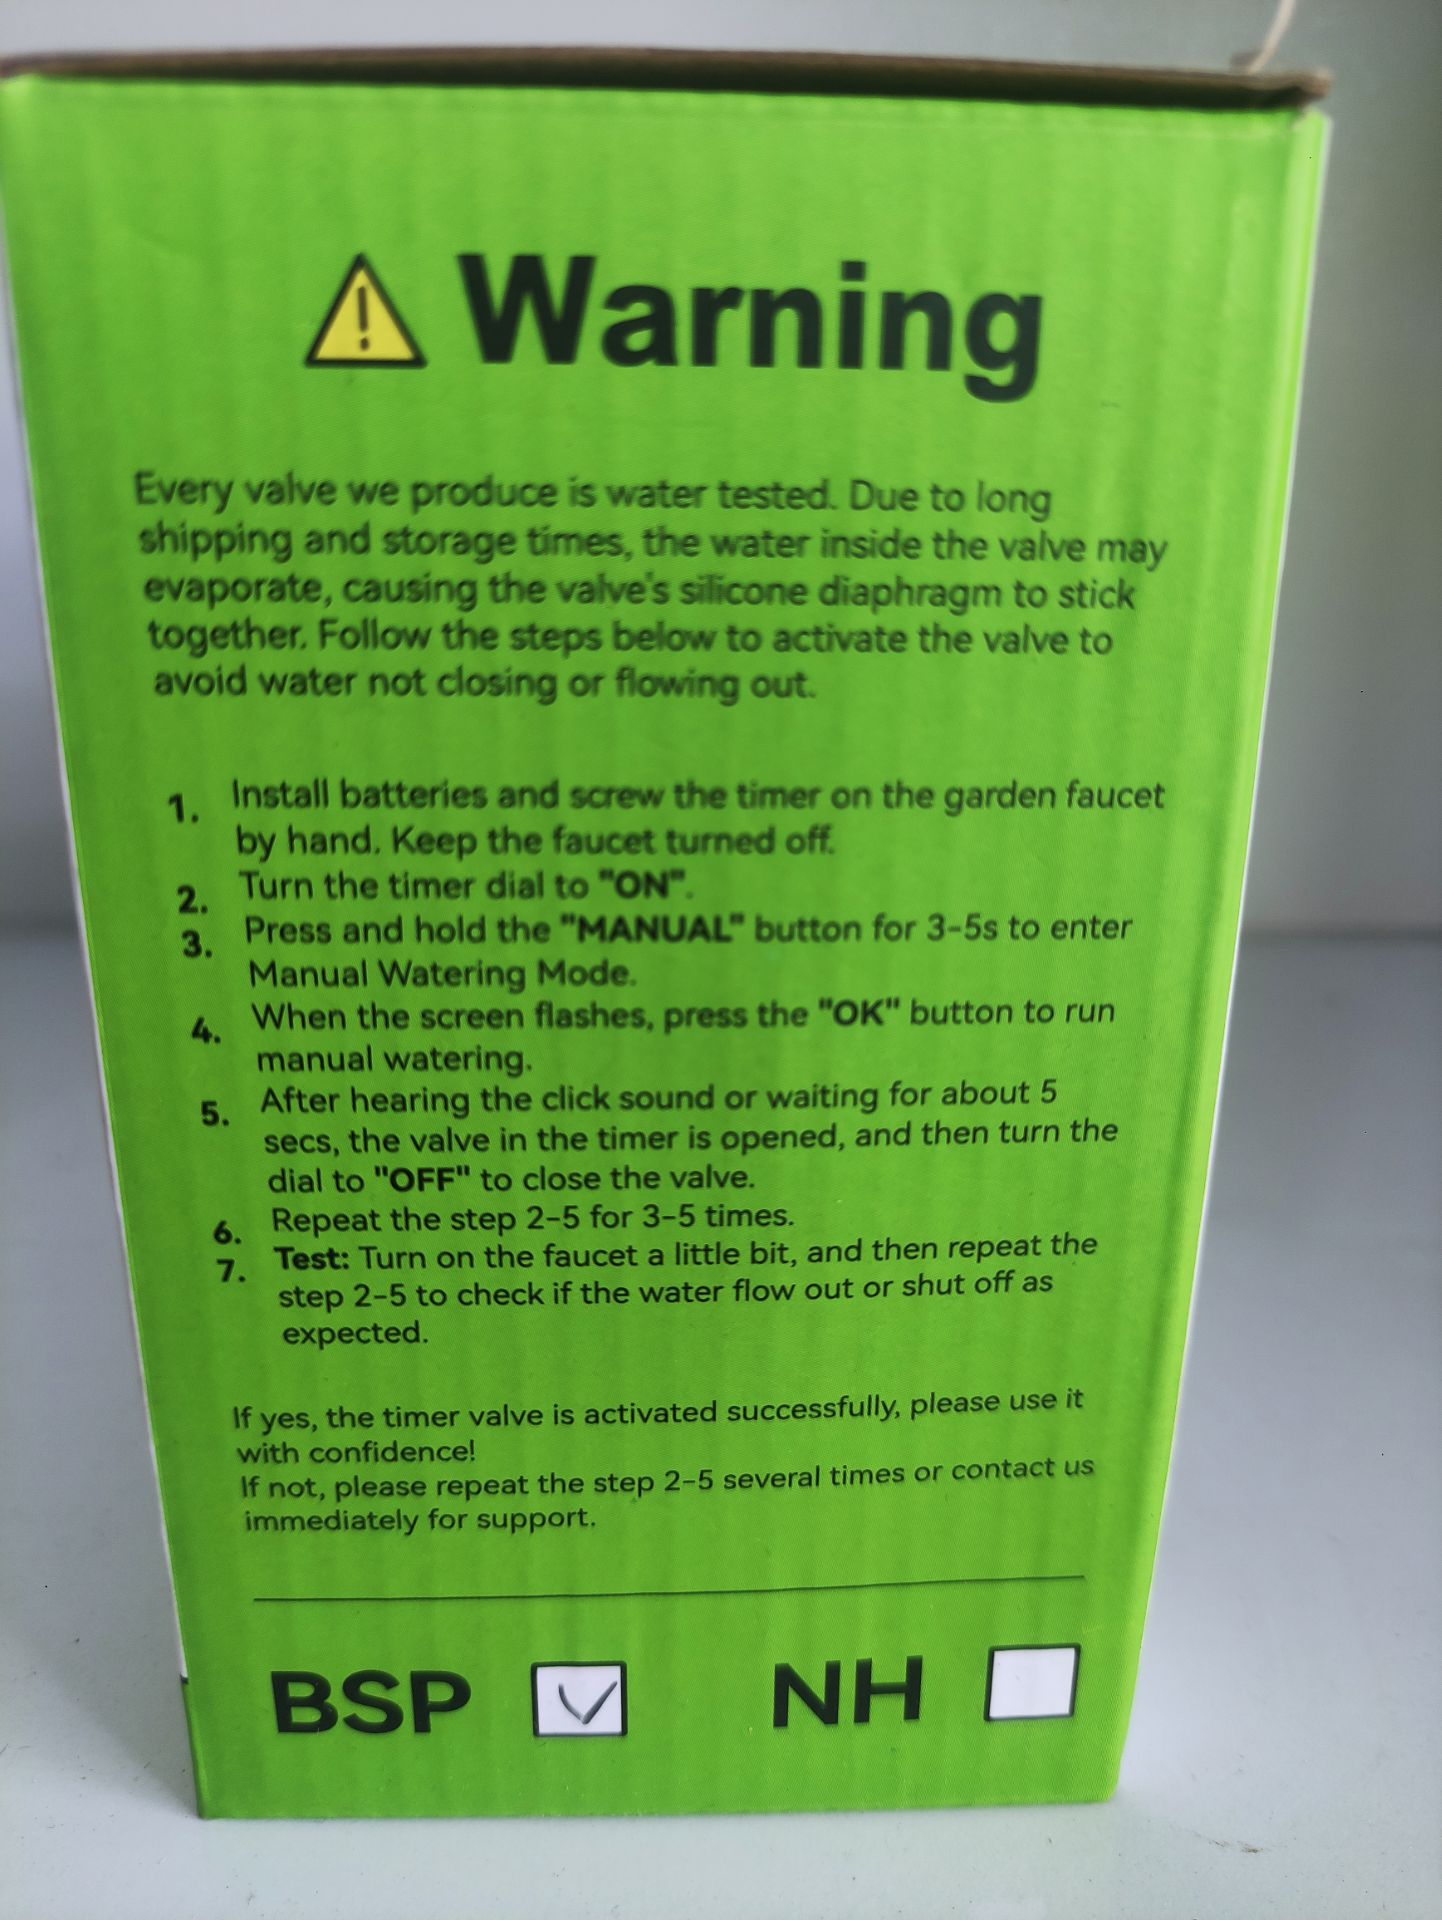 Warning
Every valve we produce is water tested. Due to long
shipping and storage times, the water inside the valve may
evaporate, causing the valve's silicone diaphragm to stick
together. Follow the steps below to activate the valve to
avoid water not closing or flowing out.
1. Install batteries and screw the timer on the garden faucet
by hand. Keep the faucet turned off.
2. Turn the timer dial to "ON".
3. Press and hold the "MANUAL" button for 3-5s to enter
Manual Watering Mode.
4. When the screen flashes, press the "OK" button to run
manual watering.
5. After hearing the click sound or waiting for about 5
secs, the valve in the timer is opened, and then turn the
dial to "OFF" to close the valve.
6. Repeat the step 2-5 for 3-5 times.
7. Test: Turn on the faucet a little bit, and then repeat the
step 2-5 to check if the water flow out or shut off as
expected.
If yes, the timer valve is activated successfully, please use it
with confidence!
If not, please repeat the step 2-5 several times or contact us
immediately for support.
BSP NH